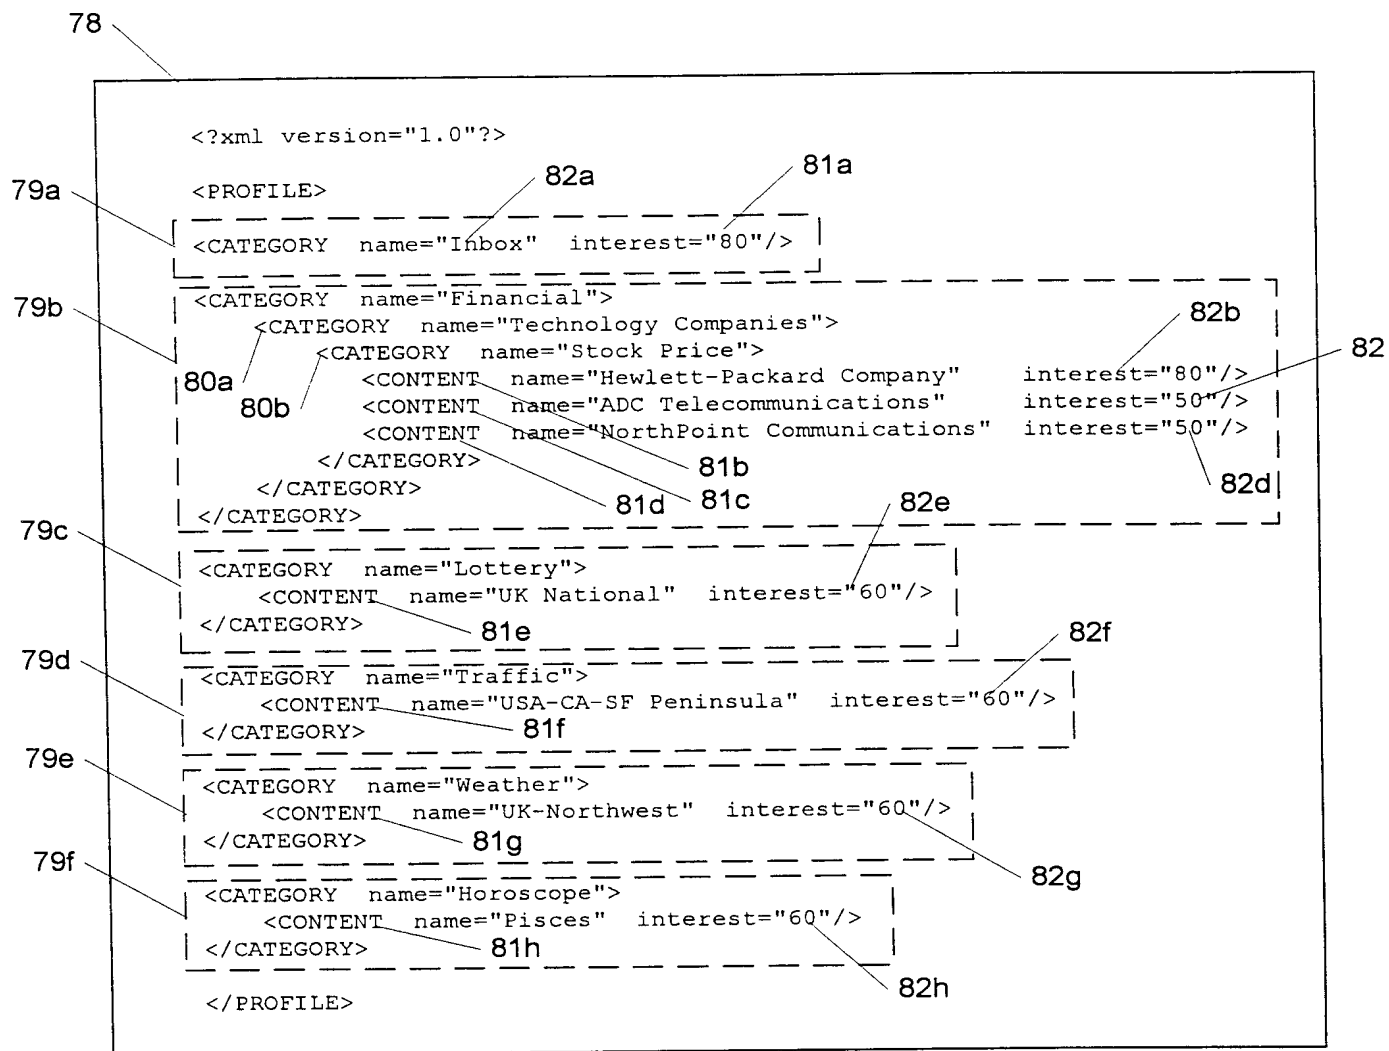 78
<?xml version="1.0"?>
82a
81a
79a
<PROFILE>
<CATEGORY name="Inbox" interest="80"/>
79b
<CATEGORY name="Financial">
<CATEGORY name="Technology Companies">
82b
82
<CATEGORY name="Stock Price">
80a
<CONTENT name="Hewlett-Packard Company" interest="80"/>
80b
<CONTENT name="ADC Telecommunications" interest="50"/>
<CONTENT name="NorthPoint Communications" interest="50"/>
</CATEGORY>
81b
</CATEGORY>
81d
81c
82d
</CATEGORY>
82e
79c
<CATEGORY name="Lottery">
<CONTENT name="UK National" interest="60"/>
</CATEGORY>
81e
82f
79d
<CATEGORY name="Traffic">
<CONTENT name="USA-CA-SF Peninsula" interest="60"/>
</CATEGORY>
81f
79e
<CATEGORY name="Weather">
<CONTENT name="UK-Northwest" interest="60"/>
</CATEGORY>
81g
79f
82g
<CATEGORY name="Horoscope">
<CONTENT name="Pisces" interest="60"/>
</CATEGORY>
81h
82h
</PROFILE>